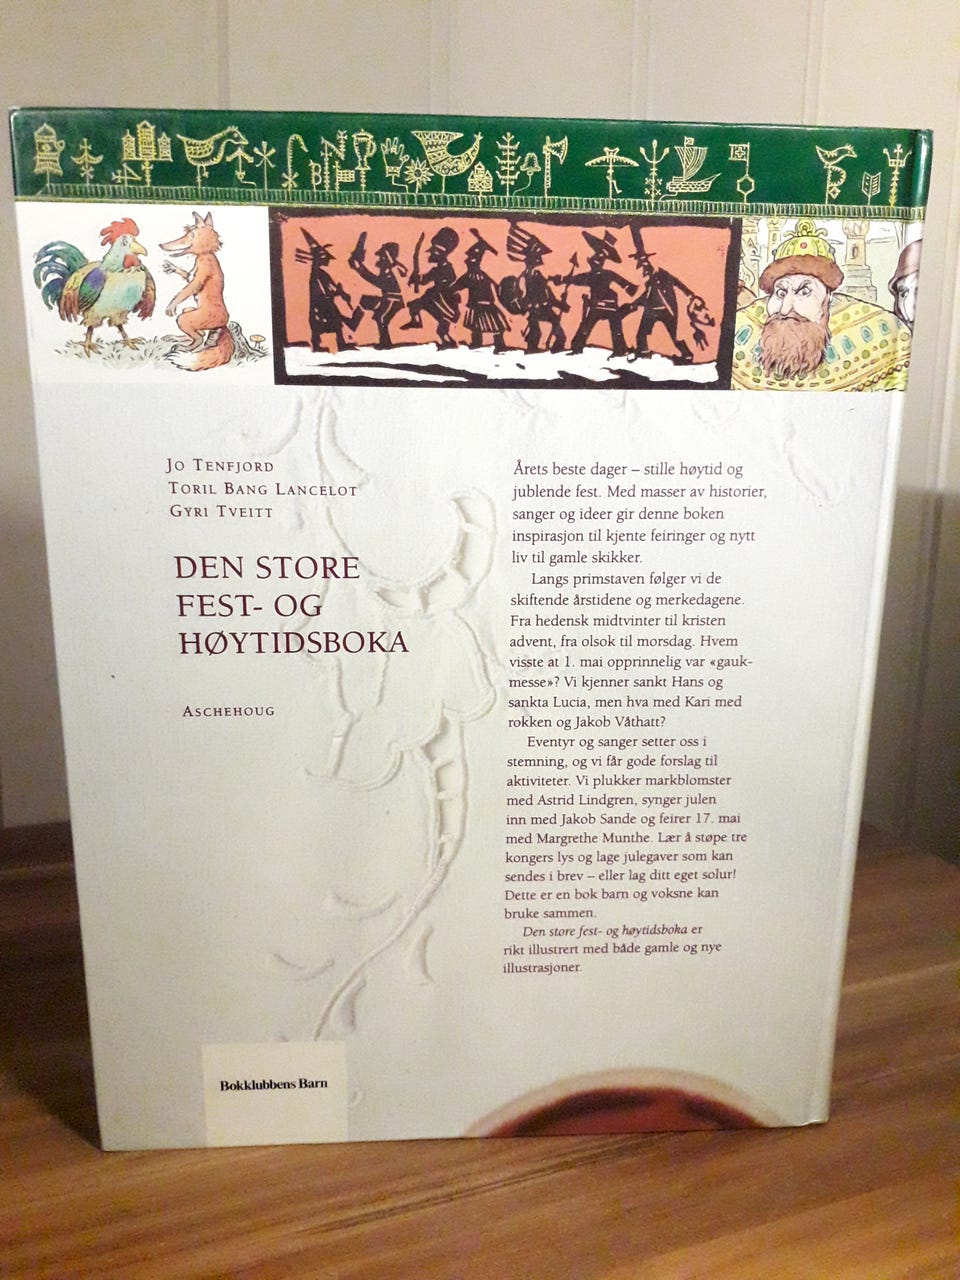 JO TENFJORD
TORIL BANG LANCELOT
GYRI TVEITT
DEN STORE
FEST- OG
HØYTIDSBOKA
ASCHEHOUG
Årets beste dager – stille høytid og
jublende fest. Med masser av historier,
sanger og ideer gir denne boken
inspirasjon til kjente feiringer og nytt
liv til gamle skikker.
Langs primstaven følger vi de
skiftende årstidene og merkedagene.
Fra hedensk midtvinter til kristen
advent, fra olsok til morsdag. Hvem
visste at 1. mai opprinnelig var «gauk-
messe»? Vi kjenner sankt Hans og
sankta Lucia, men hva med Kari med
rokken og Jakob Våthatt?
Eventyr og sanger setter oss i
stemning, og vi får gode forslag til
aktiviteter. Vi plukker markblomster
med Astrid Lindgren, synger julen
inn med Jakob Sande og feirer 17. mai
med Margrethe Munthe. Lær å støpe tre
kongers lys og lage julegaver som kan
sendes i brev – eller lag ditt eget solur!
Dette er en bok barn og voksne kan
bruke sammen.
Den store fest- og høytidsboka er
rikt illustrert med både gamle og nye
illustrasjoner.
Bokklubbens Barn